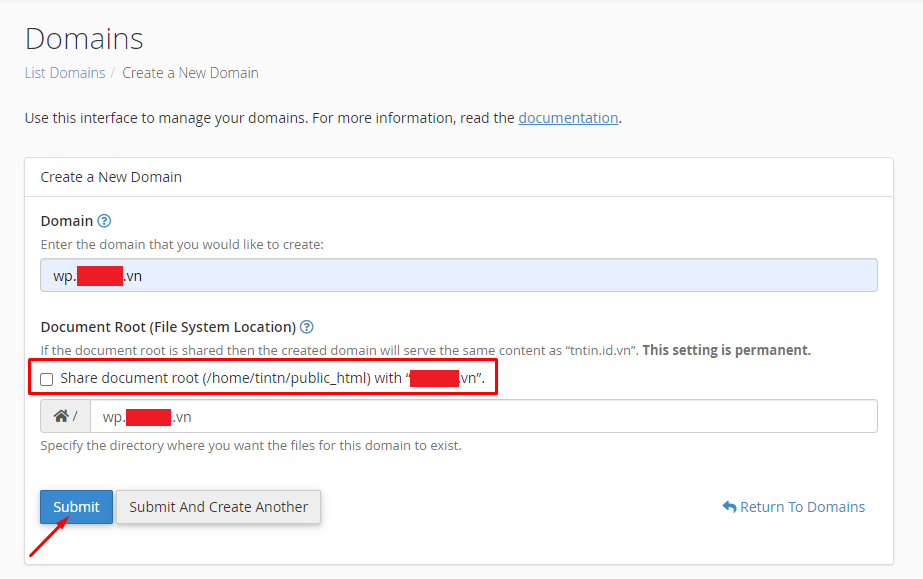 Domains
List Domains / Create a New Domain
Use this interface to manage your domains. For more information, read the documentation.
Create a New Domain
Domain
Enter the domain that you would like to create:
wp. .vn
Document Root (File System Location)
If the document root is shared then the created domain will serve the same content as “tntin.id.vn”. This setting is permanent.
Share document root (/home/tintn/public_html) with “ .vn”.
/ wp. .vn
Specify the directory where you want the files for this domain to exist.
Submit Submit And Create Another Return To Domains